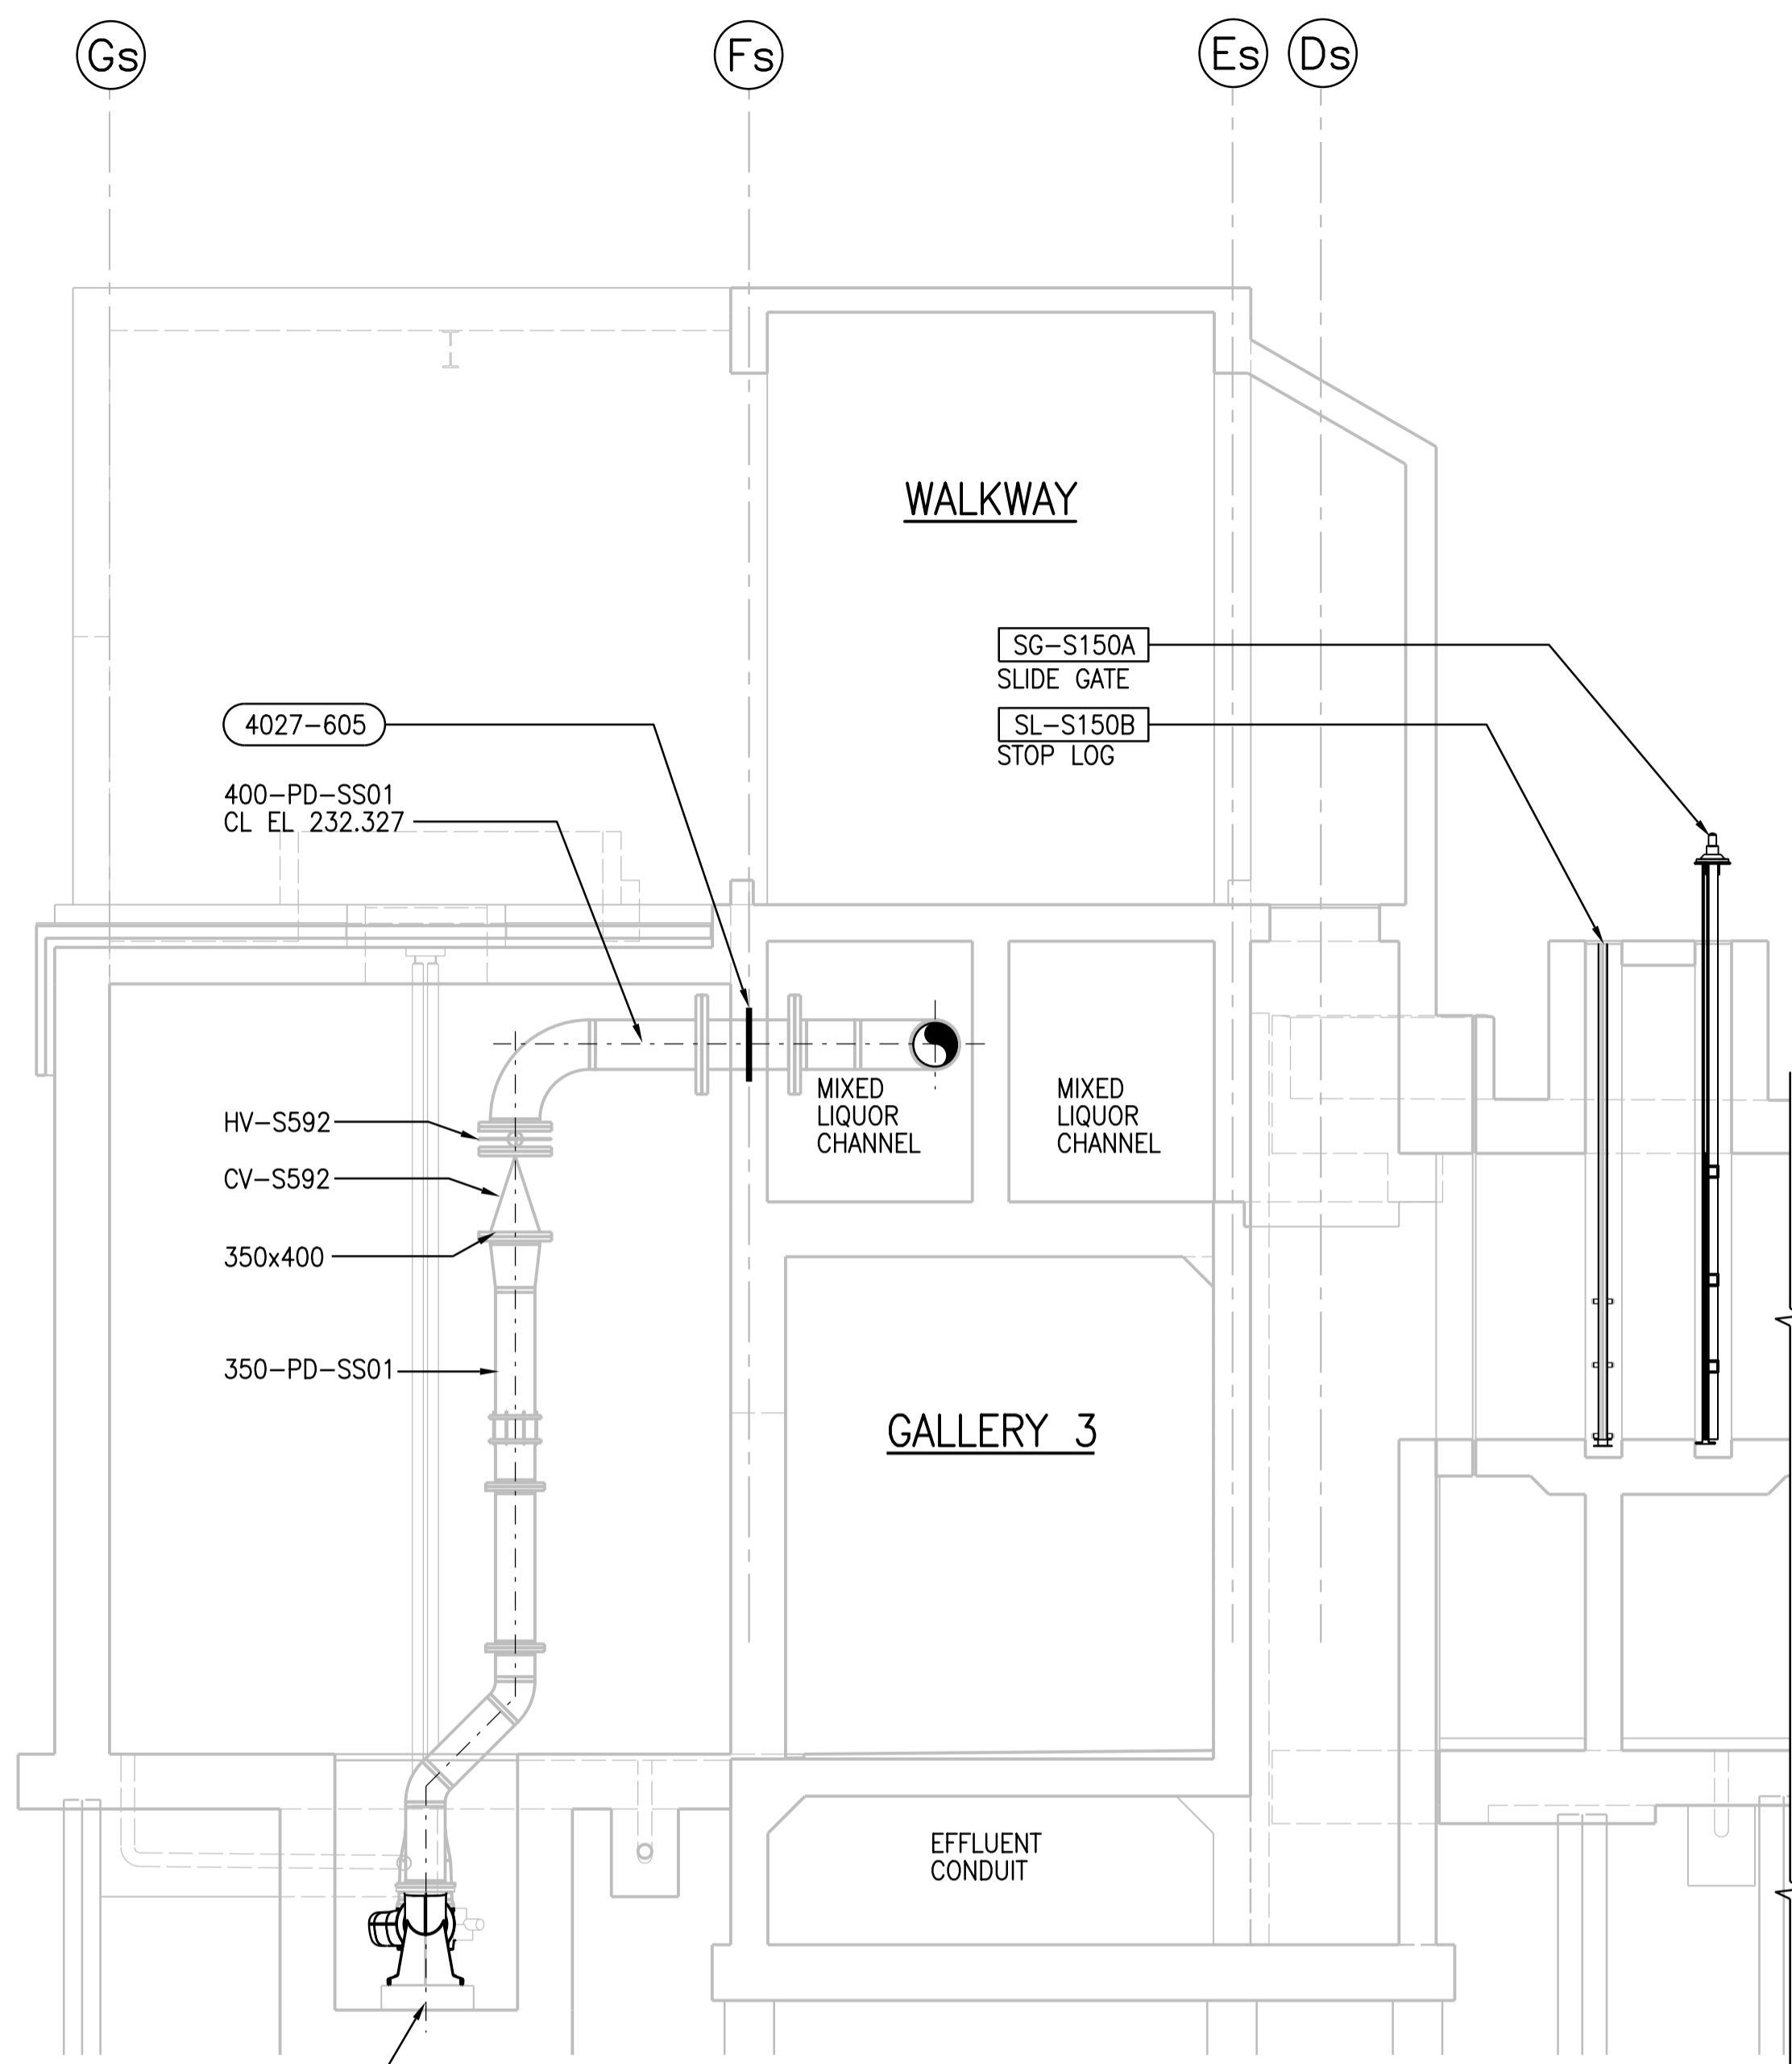 Gs
Fs
Es
Ds
WALKWAY
SG-S150A
SLIDE GATE
SL-S150B
STOP LOG
4027-605
400-PD-SS01
CL EL 232.327
MIXED
LIQUOR
CHANNEL
MIXED
LIQUOR
CHANNEL
HV-S592
CV-S592
350x400
350-PD-SS01
GALLERY 3
EFFLUENT
CONDUIT